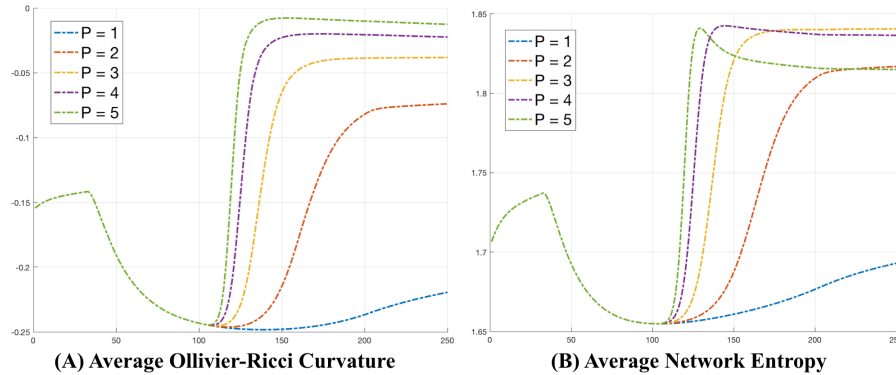 0
-0.05
-0.1
-0.15
-0.2
-0.25
0
50
100
150
200
250
P = 1
P = 2
P = 3
P = 4
P = 5
(A) Average Ollivier-Ricci Curvature
1.85
1.8
1.75
1.7
1.65
0
50
100
150
200
250
P = 1
P = 2
P = 3
P = 4
P = 5
(B) Average Network Entropy